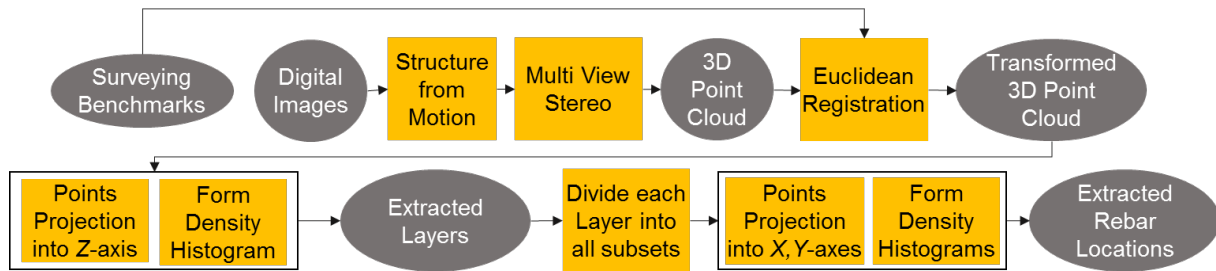 Surveying
Benchmarks
Digital
Images
Structure
from
Motion
Multi View
Stereo
3D
Point
Cloud
Euclidean
Registration
Transformed
3D Point
Cloud
Points
Projection
into Z-axis
Form
Density
Histogram
Extracted
Layers
Divide each
Layer into
all subsets
Points
Projection
into X,Y-axes
Form
Density
Histograms
Extracted
Rebar
Locations